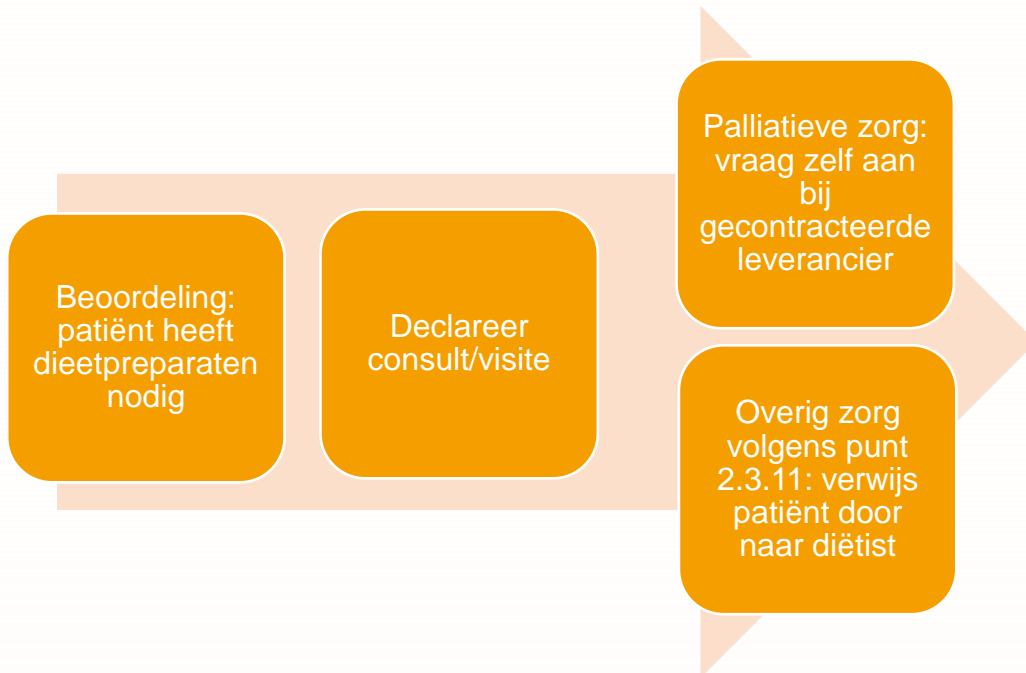 Beoordeling:
patiënt heeft
dieetpreparaten
nodig
Declareer
consult/visite
Palliatieve zorg:
vraag zelf aan
bij
gecontracteerde
leverancier
Overig zorg
volgens punt
2.3.11: verwijs
patiënt door
naar diëtist